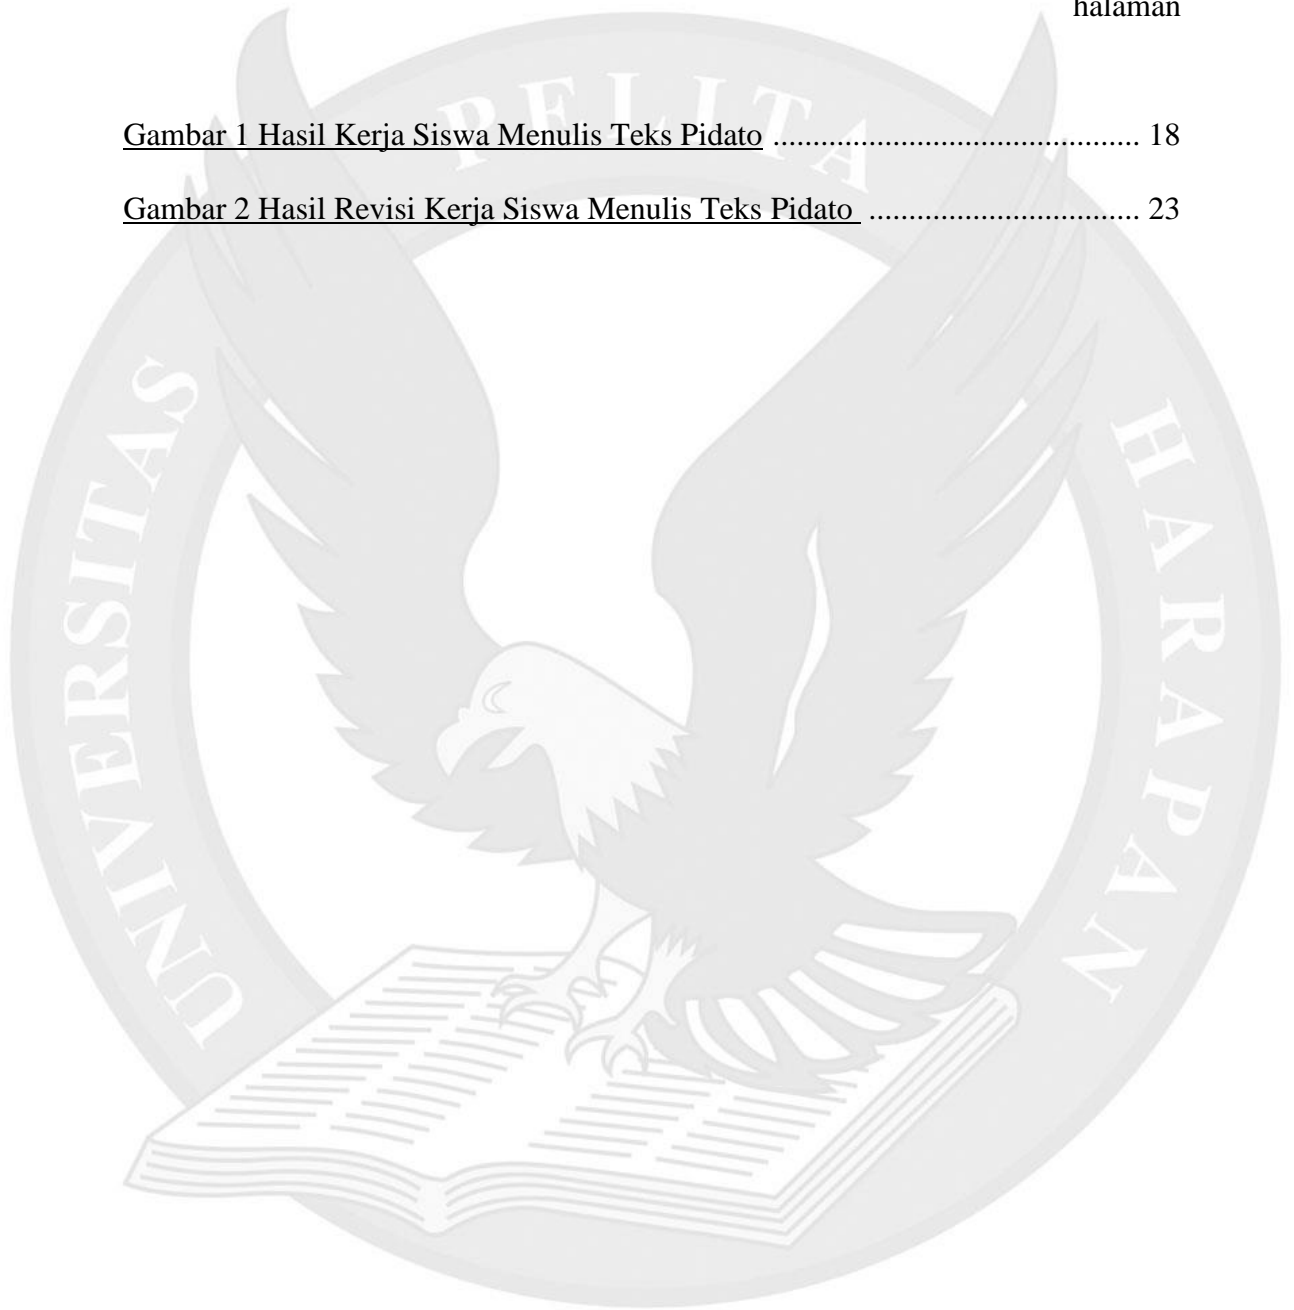 halaman
Gambar 1 Hasil Kerja Siswa Menulis Teks Pidato .............................................. 18
Gambar 2 Hasil Revisi Kerja Siswa Menulis Teks Pidato .................................. 23
UNIVERSITAS PELITA HARAPAN